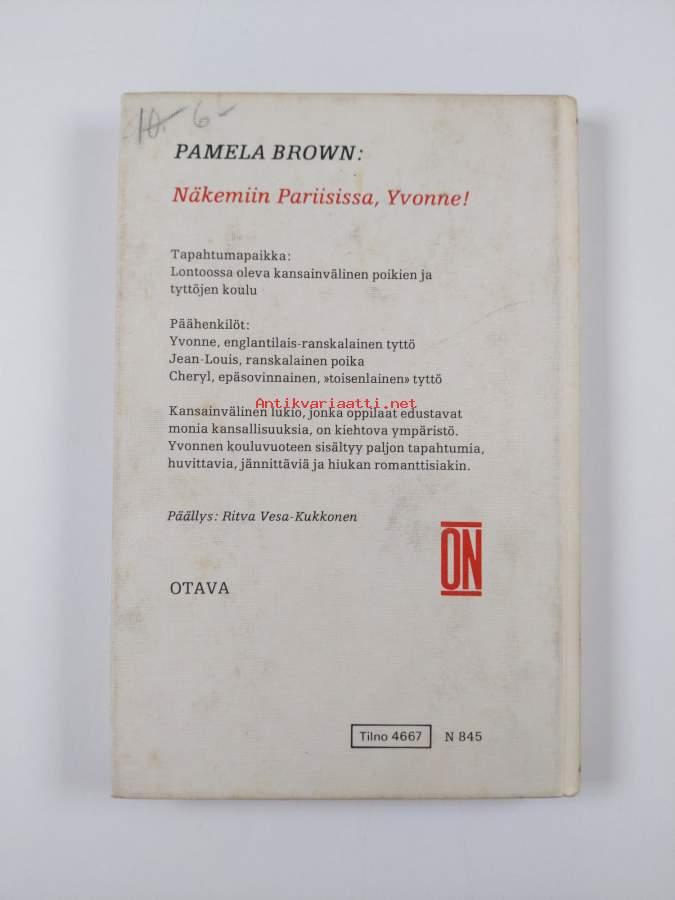 10. 6-
PAMELA BROWN:
Näkemiin Pariisissa, Yvonne!
Tapahtumapaikka:
Lontoossa oleva kansainvälinen poikien ja
tyttöjen koulu
Päähenkilöt:
Yvonne, englantilais-ranskalainen tyttö
Jean-Louis, ranskalainen poika
Cheryl, epäsovinnainen, »toisenlainen» tyttö
Antikvariaatti.net
Kansainvälinen lukio, jonka oppilaat edustavat
monia kansallisuuksia, on kiehtova ympäristö.
Yvonnen kouluvuoteen sisältyy paljon tapahtumia,
huvittavia, jännittäviä ja hiukan romanttisiakin.
Päällys: Ritva Vesa-Kukkonen
ON
OTAVA
Tilno 4667 N 845